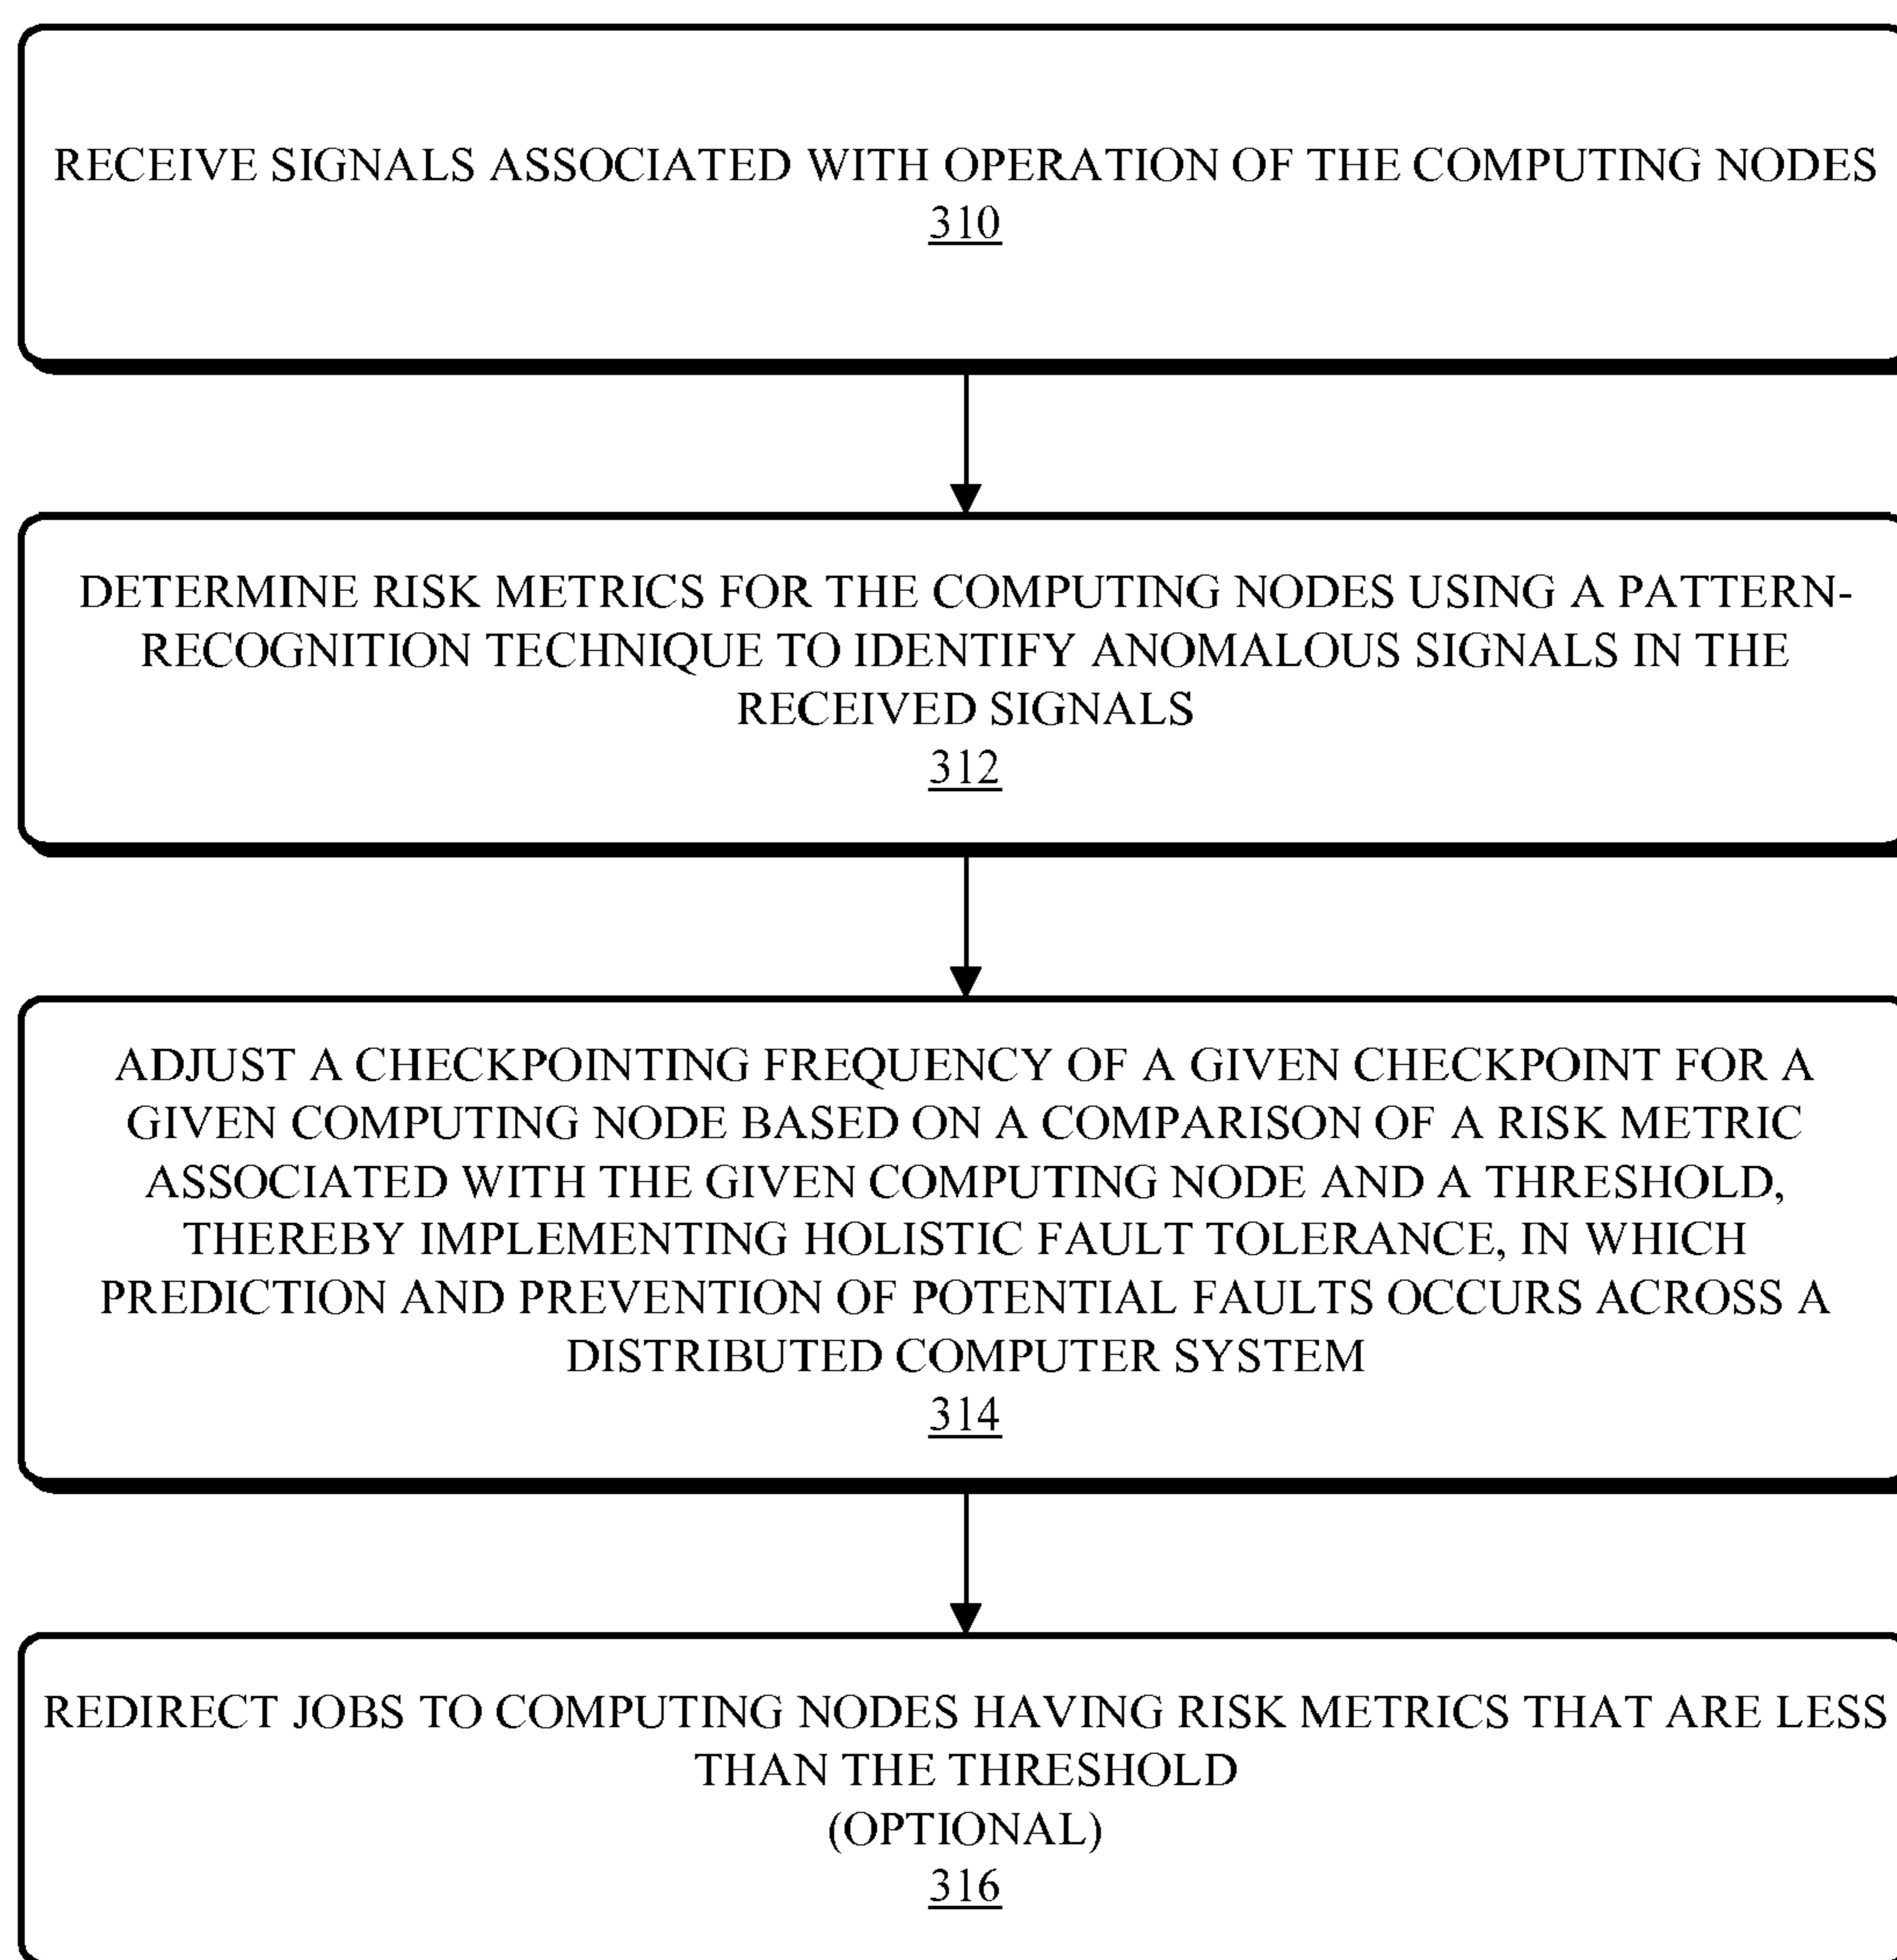 RECEIVE SIGNALS ASSOCIATED WITH OPERATION OF THE COMPUTING NODES
310
DETERMINE RISK METRICS FOR THE COMPUTING NODES USING A PATTERN-
RECOGNITION TECHNIQUE TO IDENTIFY ANOMALOUS SIGNALS IN THE
RECEIVED SIGNALS
312
ADJUST A CHECKPOINTING FREQUENCY OF A GIVEN CHECKPOINT FOR A
GIVEN COMPUTING NODE BASED ON A COMPARISON OF A RISK METRIC
ASSOCIATED WITH THE GIVEN COMPUTING NODE AND A THRESHOLD,
THEREBY IMPLEMENTING HOLISTIC FAULT TOLERANCE, IN WHICH
PREDICTION AND PREVENTION OF POTENTIAL FAULTS OCCURS ACROSS A
DISTRIBUTED COMPUTER SYSTEM
314
REDIRECT JOBS TO COMPUTING NODES HAVING RISK METRICS THAT ARE LESS
THAN THE THRESHOLD
(OPTIONAL)
316